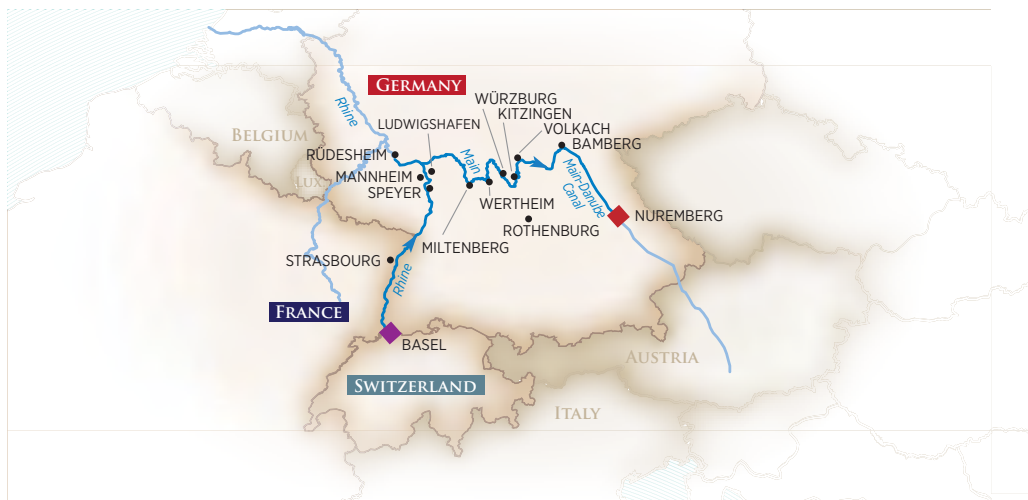 GERMANY
WÜRZBURG
KITZINGEN
Rhine
LUDWIGSHAFEN
VOLKACH
BELGIUM
BAMBERG
RÜDESHEIM
Main
MANNHEIM
LUX.
SPEYER
Main-Danube
Canal
WERTHEIM
NUREMBERG
ROTHENBURG
MILTENBERG
STRASBOURG
Rhine
FRANCE
BASEL
AUSTRIA
SWITZERLAND
ITALY